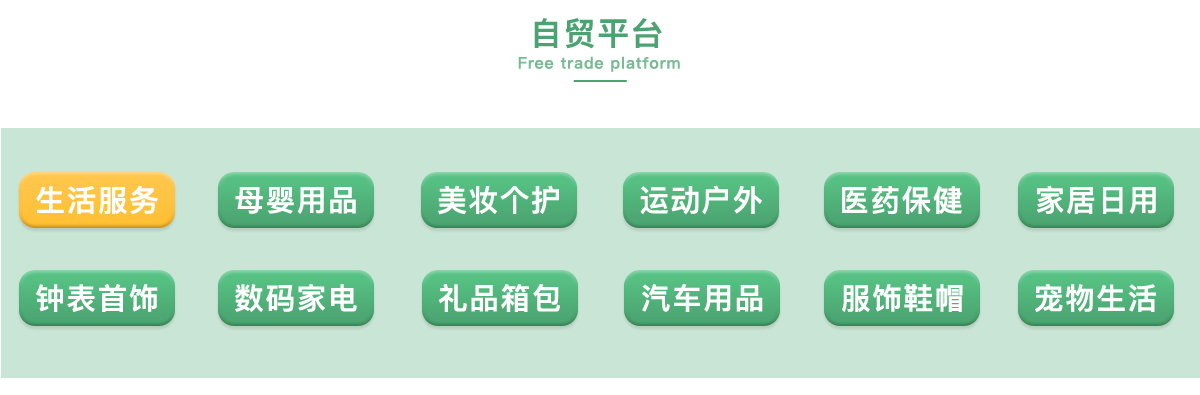 自贸平台
Free trade platform
生活服务 母婴用品 美妆个护 运动户外 医药保健 家居日用
钟表首饰 数码家电 礼品箱包 汽车用品 服饰鞋帽 宠物生活